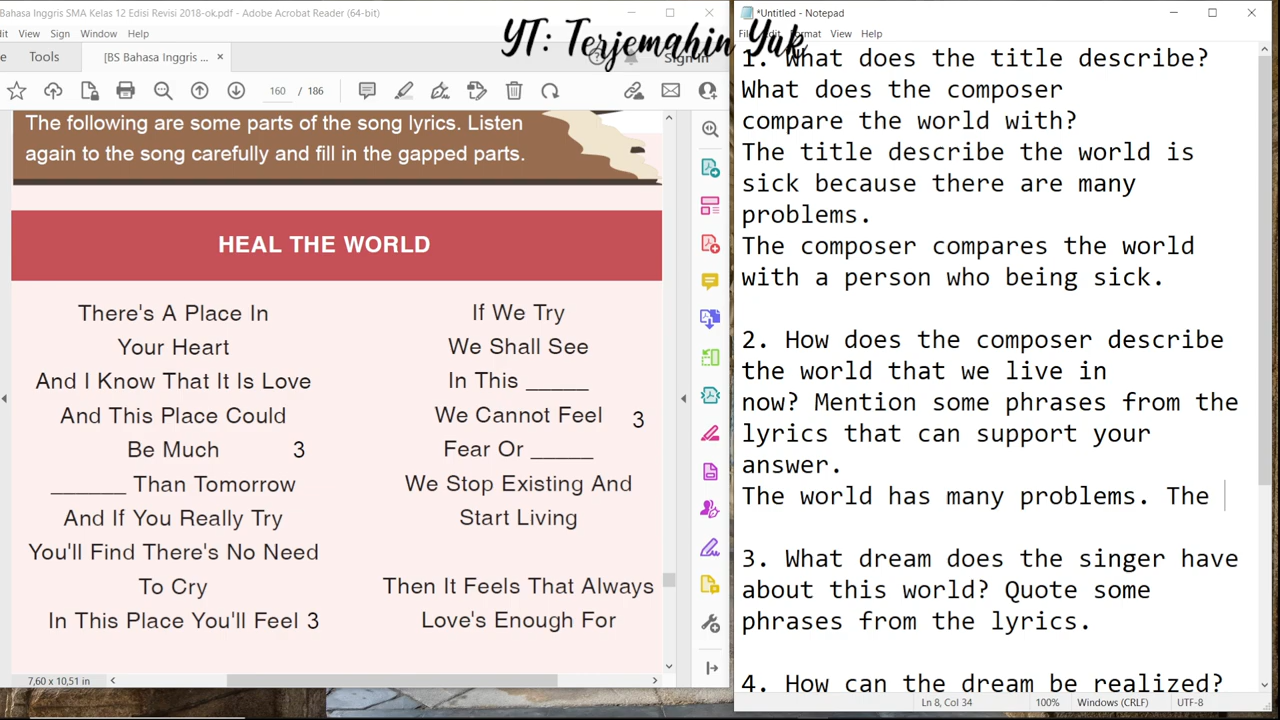 Bahasa Inggris SMA Kelas 12 Edisi Revisi 2018-ok.pdf - Adobe Acrobat Reader (64-bit)
*Untitled - Notepad
YT: Terjemahin Yuk
View Sign Window Help
Format View Help
Tools
[BS Bahasa Ingris ...
Sign In
160 / 186
The following are some parts of the song lyrics. Listen
again to the song carefully and fill in the gapped parts.
HEAL THE WORLD
There's A Place In
Your Heart
And I Know That It Is Love
And This Place Could
Be Much 3
______ Than Tomorrow
And If You Really Try
You'll Find There's No Need
To Cry
In This Place You'll Feel 3
If We Try
We Shall See
In This _____
We Cannot Feel 3
Fear Or _____
We Stop Existing And
Start Living
Then It Feels That Always
Love's Enough For
7,60 x 10,51 in
1. What does the title describe?
What does the composer
compare the world with?
The title describe the world is
sick because there are many
problems.
The composer compares the world
with a person who being sick.
2. How does the composer describe
the world that we live in
now? Mention some phrases from the
lyrics that can support your
answer.
The world has many problems. The
3. What dream does the singer have
about this world? Quote some
phrases from the lyrics.
4. How can the dream be realized?
Ln 8, Col 34
100%
Windows (CRLF)
UTF-8